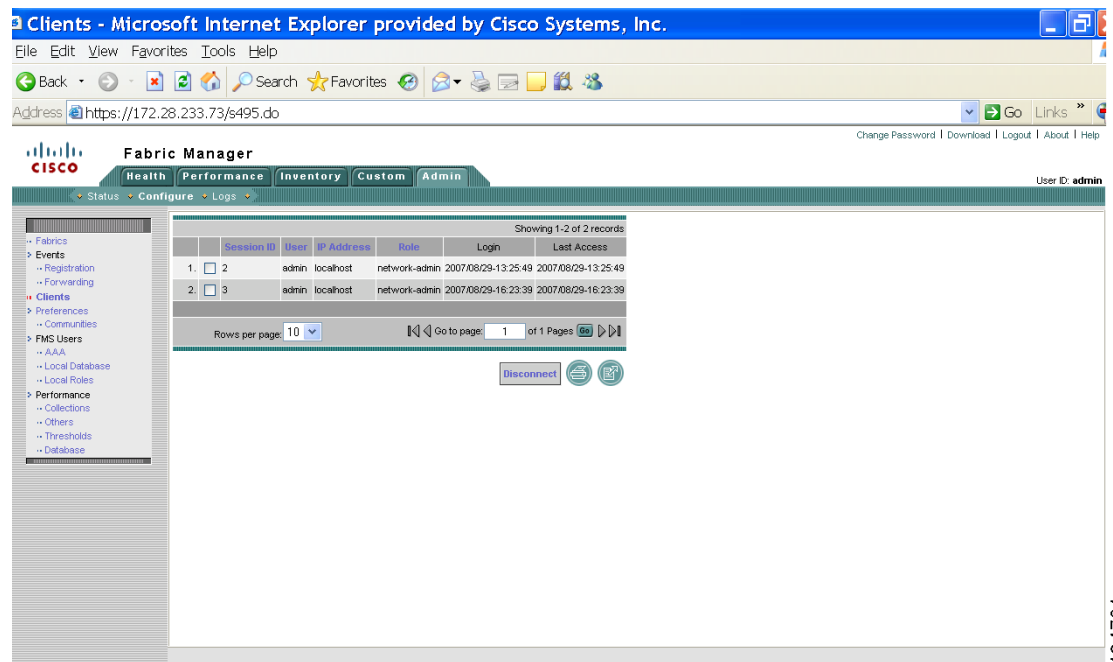 Clients - Microsoft Internet Explorer provided by Cisco Systems, Inc.
File Edit View Favorites Tools Help
Back Search Favorites
Address https://172.28.233.73/s495.do Go Links »
Change Password | Download | Logout | About | Help
CISCO
Fabric Manager
Health Performance Inventory Custom Admin
User ID: admin
Status Configure Logs
Fabrics
Events
Registration
Forwarding
Clients
Preferences
Communities
FMS Users
AAA
Local Database
Local Roles
Performance
Collections
Others
Thresholds
Database
Showing 1-2 of 2 records
Session ID User IP Address Role Login Last Access
1. 2 admin localhost network-admin 2007/08/29-13:25:49 2007/08/29-13:25:49
2. 3 admin localhost network-admin 2007/08/29-16:23:39 2007/08/29-16:23:39
Rows per page: 10 Go to page: 1 of 1 Pages Go
Disconnect